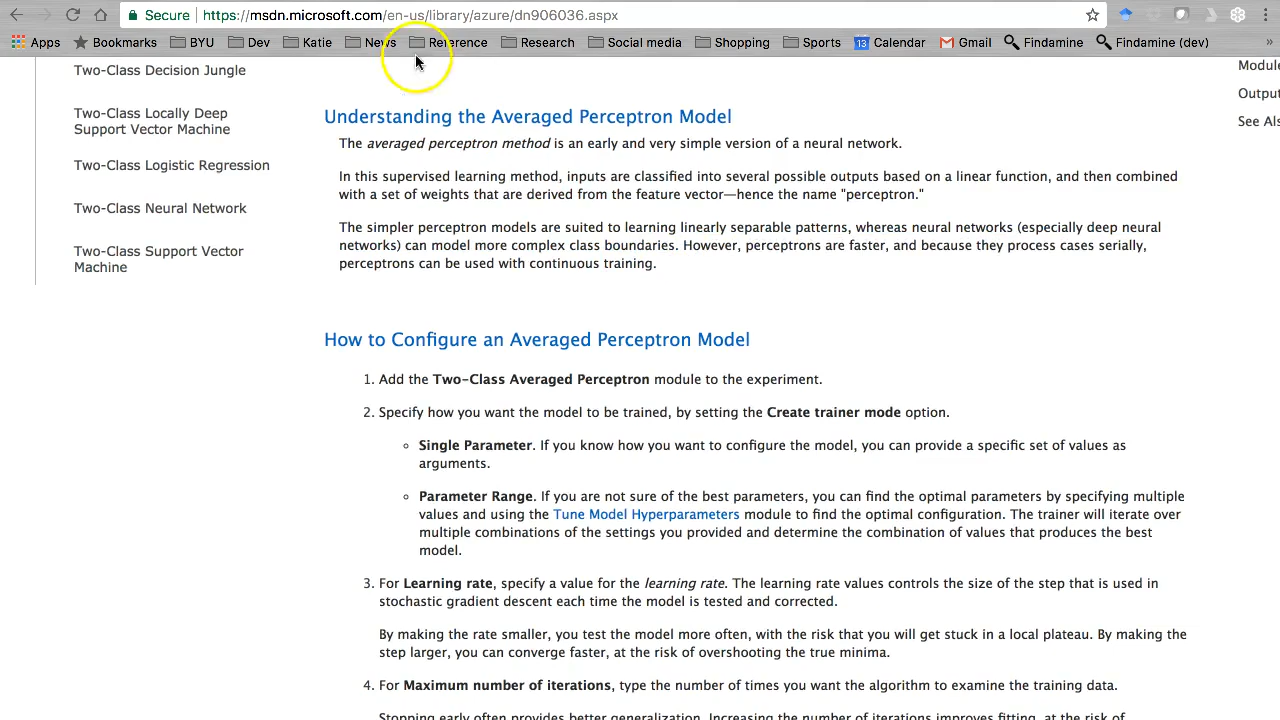 Secure https://msdn.microsoft.com/en-us/library/azure/dn906036.aspx
Apps Bookmarks BYU Dev Katie News Reference Research Social media Shopping Sports 13 Calendar Gmail Findamine Findamine (dev) »
Two-Class Decision Jungle
Two-Class Locally Deep
Support Vector Machine
Two-Class Logistic Regression
Two-Class Neural Network
Two-Class Support Vector
Machine
Understanding the Averaged Perceptron Model
The averaged perceptron method is an early and very simple version of a neural network.
In this supervised learning method, inputs are classified into several possible outputs based on a linear function, and then combined
with a set of weights that are derived from the feature vector—hence the name "perceptron."
The simpler perceptron models are suited to learning linearly separable patterns, whereas neural networks (especially deep neural
networks) can model more complex class boundaries. However, perceptrons are faster, and because they process cases serially,
perceptrons can be used with continuous training.
How to Configure an Averaged Perceptron Model
1. Add the Two-Class Averaged Perceptron module to the experiment.
2. Specify how you want the model to be trained, by setting the Create trainer mode option.
Single Parameter. If you know how you want to configure the model, you can provide a specific set of values as
arguments.
Parameter Range. If you are not sure of the best parameters, you can find the optimal parameters by specifying multiple
values and using the Tune Model Hyperparameters module to find the optimal configuration. The trainer will iterate over
multiple combinations of the settings you provided and determine the combination of values that produces the best
model.
3. For Learning rate, specify a value for the learning rate. The learning rate values controls the size of the step that is used in
stochastic gradient descent each time the model is tested and corrected.
By making the rate smaller, you test the model more often, with the risk that you will get stuck in a local plateau. By making the
step larger, you can converge faster, at the risk of overshooting the true minima.
4. For Maximum number of iterations, type the number of times you want the algorithm to examine the training data.
Stopping early often provides better generalization. Increasing the number of iterations improves fitting, at the risk of
Module
Output
See Als